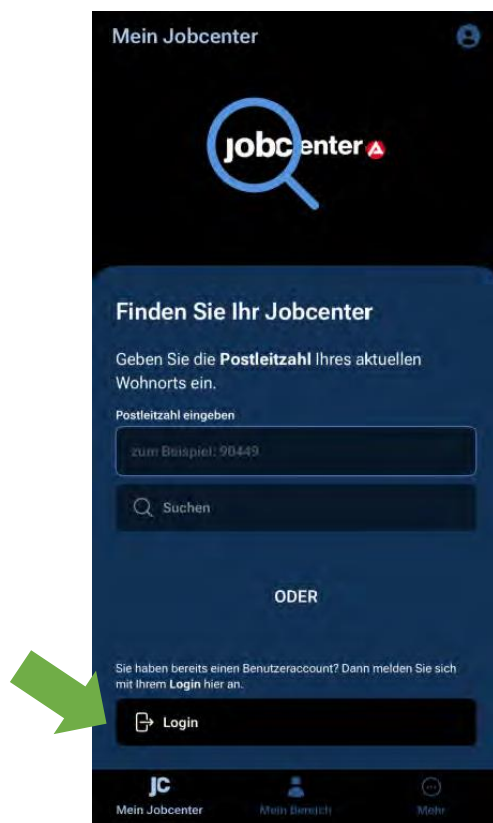 Mein Jobcenter
jobcenter
Finden Sie Ihr Jobcenter
Geben Sie die Postleitzahl Ihres aktuellen
Wohnorts ein.
Postleitzahl eingeben
zum Beispiel: 90449
Suchen
ODER
Sie haben bereits einen Benutzeraccount? Dann melden Sie sich
mit Ihrem Login hier an.
Login
JC
Mein Jobcenter
Mein Bereich
Mehr